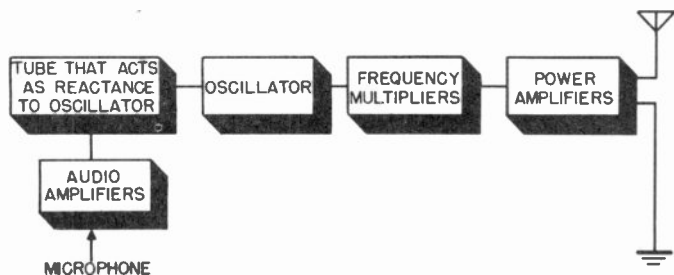 TUBE THAT ACTS
AS REACTANCE
TO OSCILLATOR
OSCILLATOR
FREQUENCY
MULTIPLIERS
POWER
AMPLIFIERS
AUDIO
AMPLIFIERS
MICROPHONE